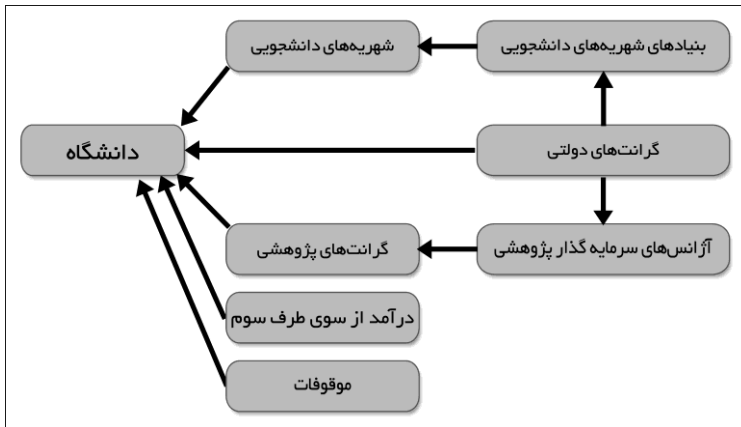 بنیادهای شهریه‌های دانشجویی
شهریه‌های دانشجویی
گرانت‌های دولتی
دانشگاه
آژانس‌های سرمایه گذار پژوهشی
گرانت‌های پژوهشی
درآمد از سوی طرف سوم
موقوفات